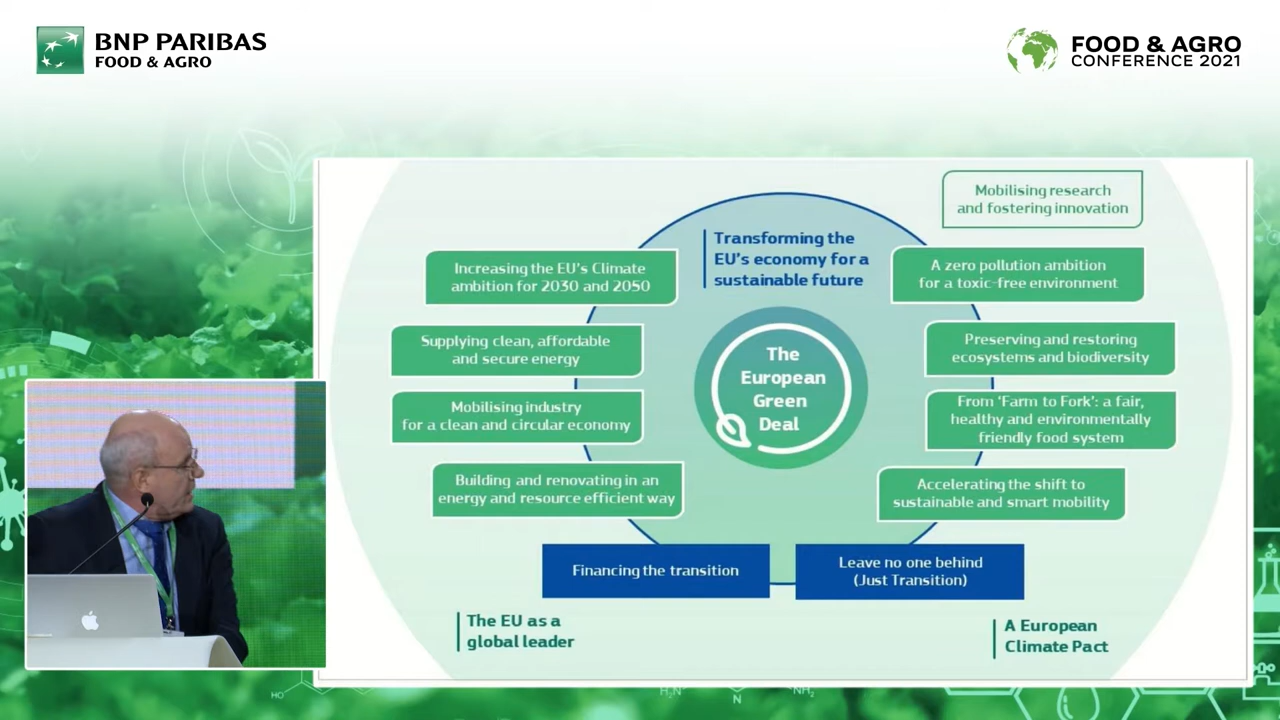 BNP PARIBAS
FOOD & AGRO
FOOD & AGRO
CONFERENCE 2021
Mobilising research
and fostering innovation
Transforming the
EU's economy for a
sustainable future
Increasing the EU's Climate
ambition for 2030 and 2050
Supplying clean, affordable
and secure energy
Mobilising industry
for a clean and circular economy
Building and renovating in an
energy and resource efficient way
The
European
Green
Deal
A zero pollution ambition
for a toxic-free environment
Preserving and restoring
ecosystems and biodiversity
From 'Farm to Fork': a fair,
healthy and environmentally
friendly food system
Accelerating the shift to
sustainable and smart mobility
Financing the transition
Leave no one behind
(Just Transition)
The EU as a
global leader
A European
Climate Pact
HO
H₂N
N
NH₂